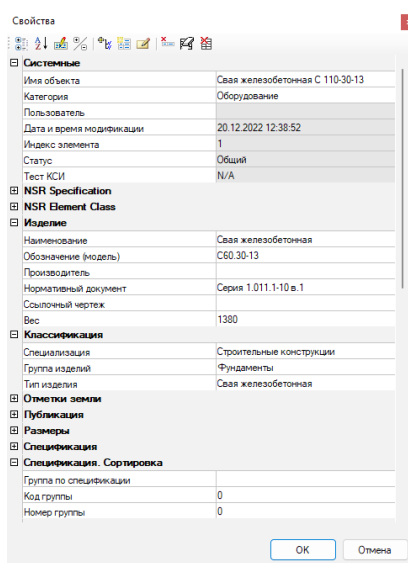 Свойства
Системные
Имя объекта Свая железобетонная С 110-30-13
Категория Оборудование
Пользователь
Дата и время модификации 20.12.2022 12:38:52
Индекс элемента 1
Статус Общий
Тест КСИ N/A
NSR Specification
NSR Element Class
Изделие
Наименование Свая железобетонная
Обозначение (модель) С60.30-13
Производитель
Нормативный документ Серия 1.011.1-10 в.1
Ссылочный чертеж
Вес 1380
Классификация
Специализация Строительные конструкции
Группа изделий Фундаменты
Тип изделия Свая железобетонная
Отметки земли
Публикация
Размеры
Спецификация
Спецификация. Сортировка
Группа по спецификации
Код группы 0
Номер группы 0
ОК Отмена